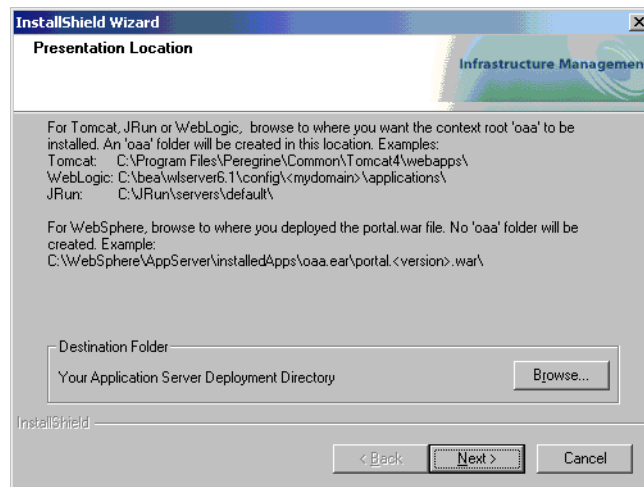 InstallShield Wizard
Presentation Location
Infrastructure Managemen
For Tomcat, JRun or WebLogic, browse to where you want the context root 'oaa' to be
installed. An 'oaa' folder will be created in this location. Examples:
Tomcat: C:\Program Files\Peregrine\Common\Tomcat4\webapps\
WebLogic: C:\bea\wlserver6.1\config\<mydomain>\applications\
JRun: C:\JRun\servers\default\
For WebSphere, browse to where you deployed the portal.war file. No 'oaa' folder will be
created. Example:
C:\WebSphere\AppServer\installedApps\oaa.ear\portal.<version>.war\
Destination Folder
Your Application Server Deployment Directory
Browse...
InstallShield
< Back
Next >
Cancel